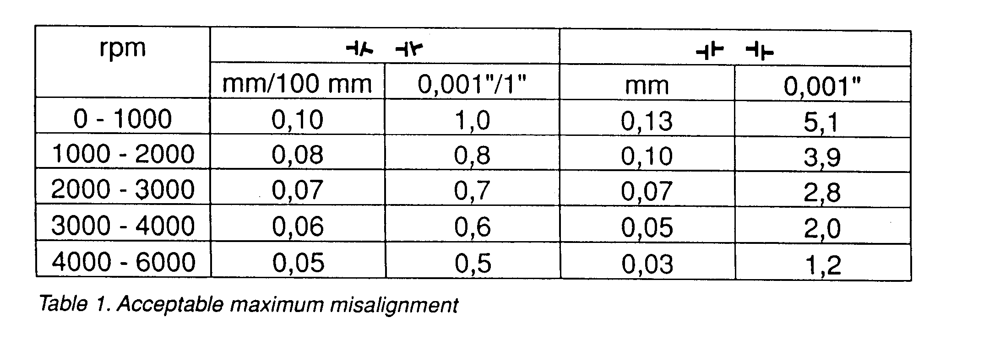 rpm
mm/100 mm 0,001"/1" mm 0,001"
0 - 1000 0,10 1,0 0,13 5,1
1000 - 2000 0,08 0,8 0,10 3,9
2000 - 3000 0,07 0,7 0,07 2,8
3000 - 4000 0,06 0,6 0,05 2,0
4000 - 6000 0,05 0,5 0,03 1,2
Table 1. Acceptable maximum misalignment